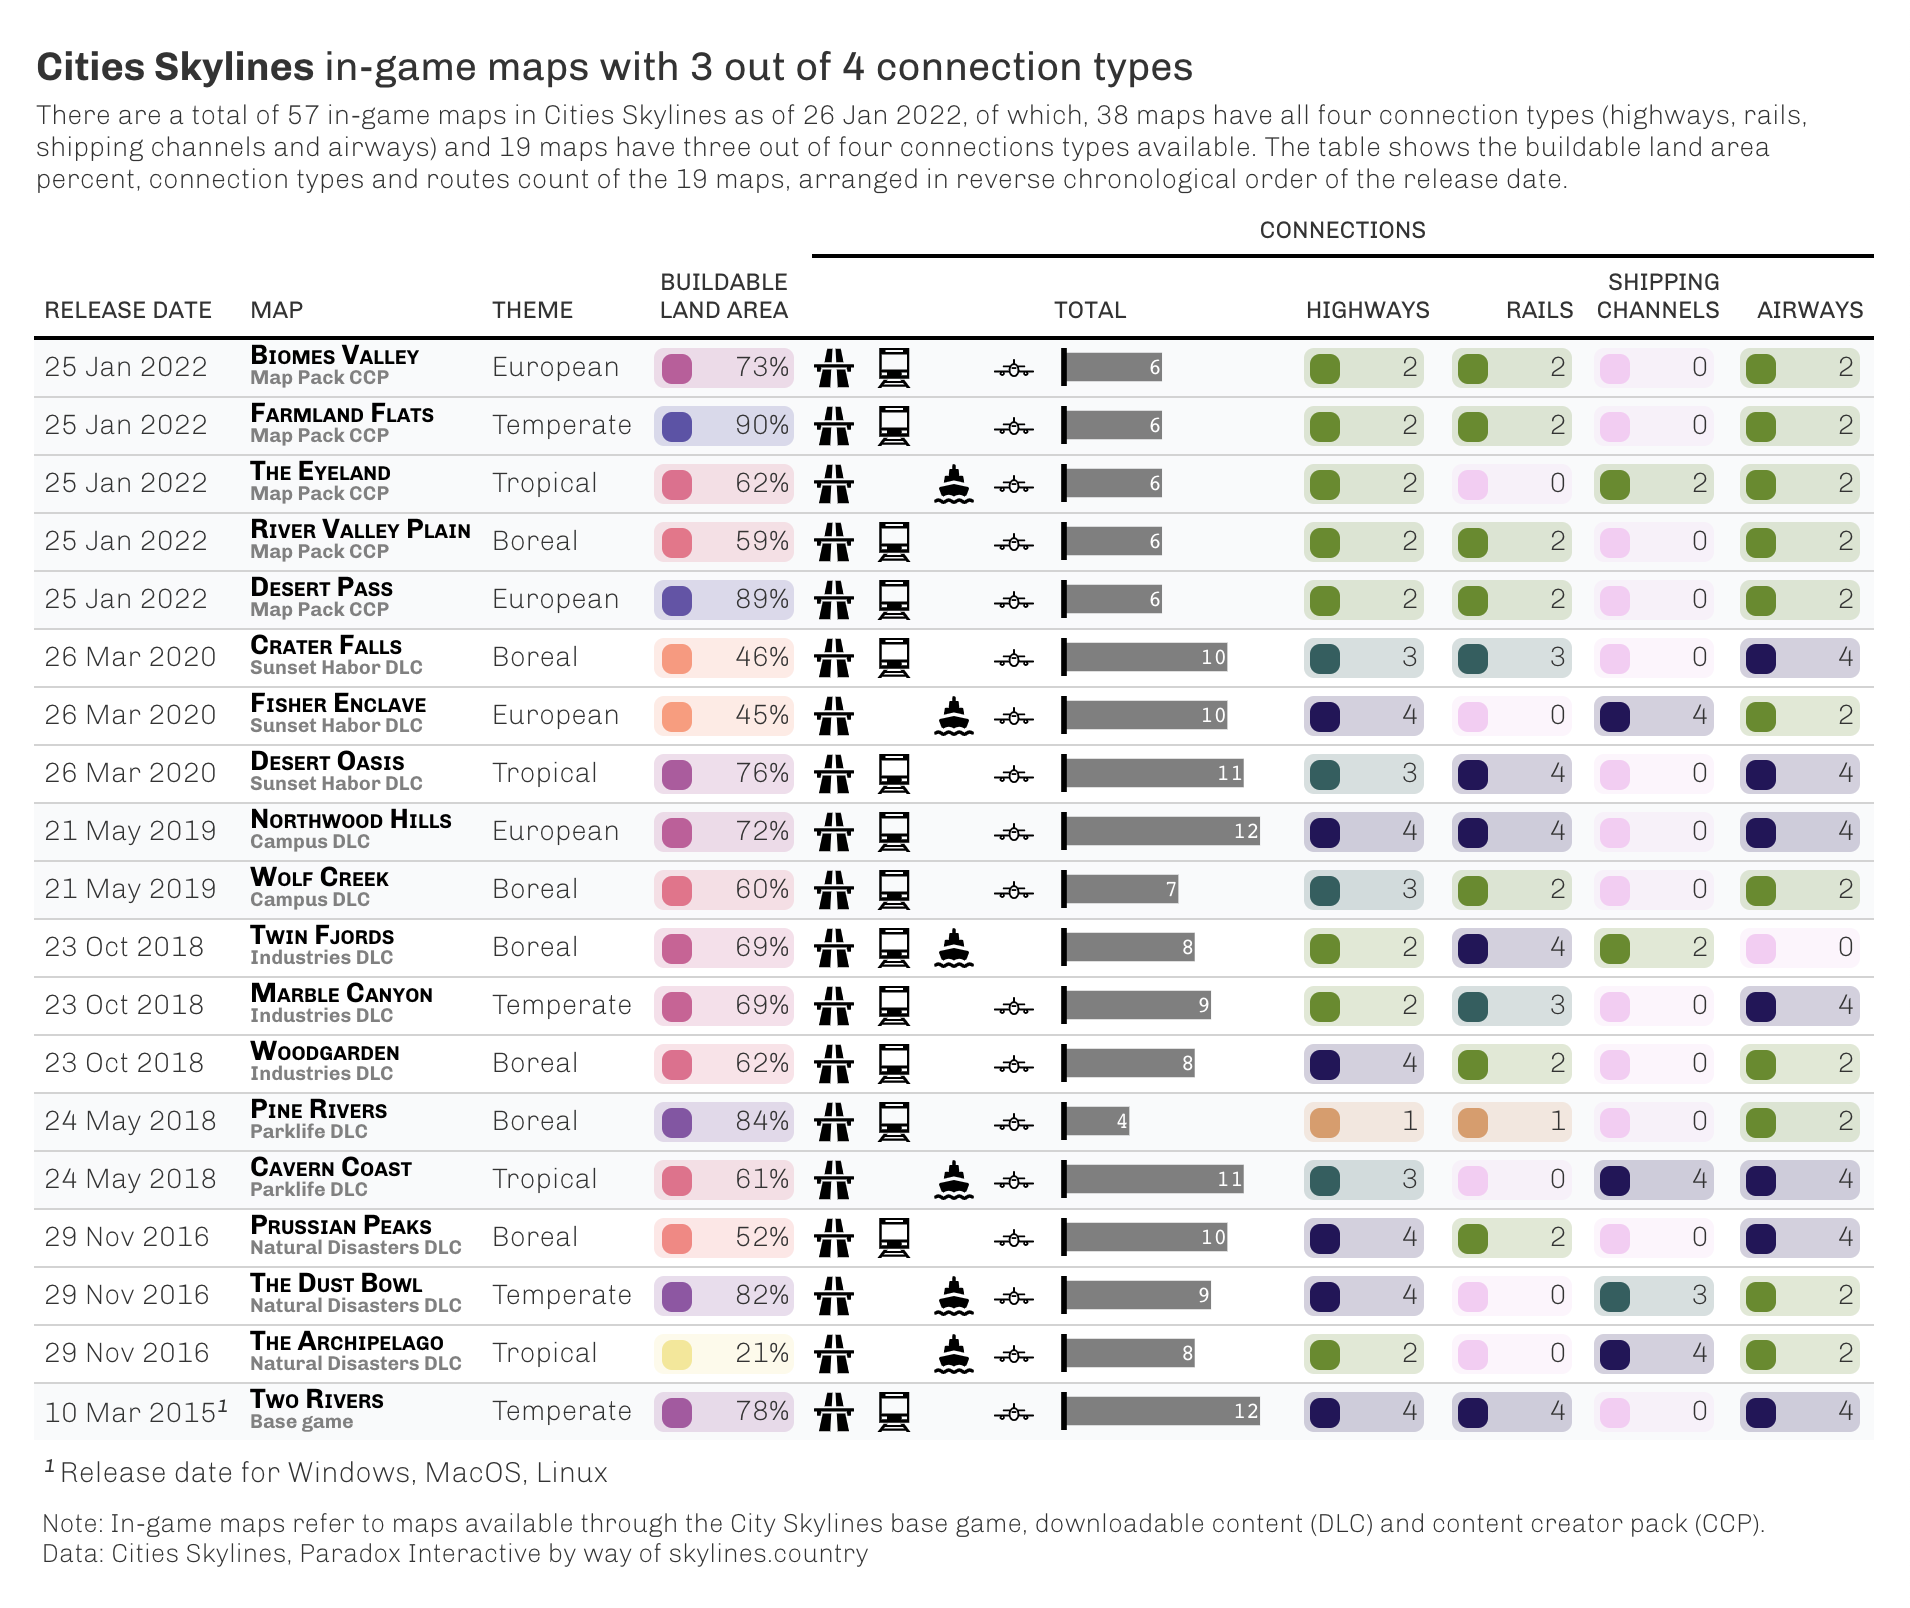 Cities Skylines in-game maps with 3 out of 4 connection types
There are a total of 57 in-game maps in Cities Skylines as of 26 Jan 2022, of which, 38 maps have all four connection types (highways, rails,
shipping channels and airways) and 19 maps have three out of four connections types available. The table shows the buildable land area
percent, connection types and routes count of the 19 maps, arranged in reverse chronological order of the release date.
CONNECTIONS
RELEASE DATE MAP THEME BUILDABLE LAND AREA TOTAL HIGHWAYS RAILS SHIPPING CHANNELS AIRWAYS
25 Jan 2022 BIOMES VALLEY European 73% 6 2 2 0 2
Map Pack CCP
25 Jan 2022 FARMLAND FLATS Temperate 90% 6 2 2 0 2
Map Pack CCP
25 Jan 2022 THE EYELAND Tropical 62% 6 2 0 2 2
Map Pack CCP
25 Jan 2022 RIVER VALLEY PLAIN Boreal 59% 6 2 2 0 2
Map Pack CCP
25 Jan 2022 DESERT PASS European 89% 6 2 2 0 2
Map Pack CCP
26 Mar 2020 CRATER FALLS Boreal 46% 10 3 3 0 4
Sunset Habor DLC
26 Mar 2020 FISHER ENCLAVE European 45% 10 4 0 4 2
Sunset Habor DLC
26 Mar 2020 DESERT OASIS Tropical 76% 11 3 4 0 4
Sunset Habor DLC
21 May 2019 NORTHWOOD HILLS European 72% 12 4 4 0 4
Campus DLC
21 May 2019 WOLF CREEK Boreal 60% 7 3 2 0 2
Campus DLC
23 Oct 2018 TWIN FJORDS Boreal 69% 8 2 4 2 0
Industries DLC
23 Oct 2018 MARBLE CANYON Temperate 69% 9 2 3 0 4
Industries DLC
23 Oct 2018 WOODGARDEN Boreal 62% 8 4 2 0 2
Industries DLC
24 May 2018 PINE RIVERS Boreal 84% 4 1 1 0 2
Parklife DLC
24 May 2018 CAVERN COAST Tropical 61% 11 3 0 4 4
Parklife DLC
29 Nov 2016 PRUSSIAN PEAKS Boreal 52% 10 4 2 0 4
Natural Disasters DLC
29 Nov 2016 THE DUST BOWL Temperate 82% 9 4 0 3 2
Natural Disasters DLC
29 Nov 2016 THE ARCHIPELAGO Tropical 21% 8 2 0 4 2
Natural Disasters DLC
10 Mar 2015¹ TWO RIVERS Temperate 78% 12 4 4 0 4
Base game
¹ Release date for Windows, MacOS, Linux
Note: In-game maps refer to maps available through the City Skylines base game, downloadable content (DLC) and content creator pack (CCP).
Data: Cities Skylines, Paradox Interactive by way of skylines.country